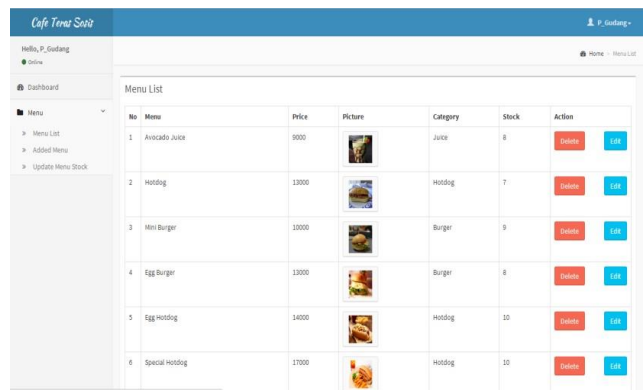 Cafe Teras Sosis
P_Gudang
Hello, P_Gudang
Online
Home > Menu List
Dashboard
Menu
Menu List
Added Menu
Update Menu Stock
Menu List
No Menu Price Picture Category Stock Action
1 Avocado Juice 9000 Juice 8 Delete Edit
2 Hotdog 13000 Hotdog 7 Delete Edit
3 Mini Burger 10000 Burger 9 Delete Edit
4 Egg Burger 13000 Burger 8 Delete Edit
5 Egg Hotdog 14000 Hotdog 10 Delete Edit
6 Special Hotdog 17000 Hotdog 10 Delete Edit